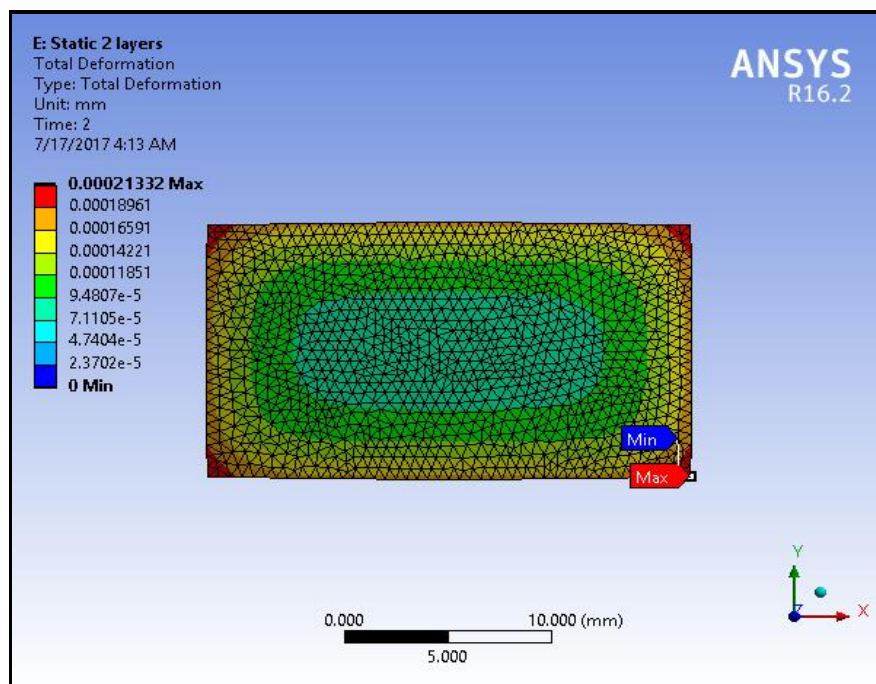 E: Static 2 layers
Total Deformation
Type: Total Deformation
Unit: mm
Time: 2
7/17/2017 4:13 AM
ANSYS
R16.2
0.00021332 Max
0.00018961
0.00016591
0.00014221
0.00011851
9.4807e-5
7.1105e-5
4.7404e-5
2.3702e-5
0 Min
Min
Max
0.000 10.000 (mm)
5.000
Y
X
Z